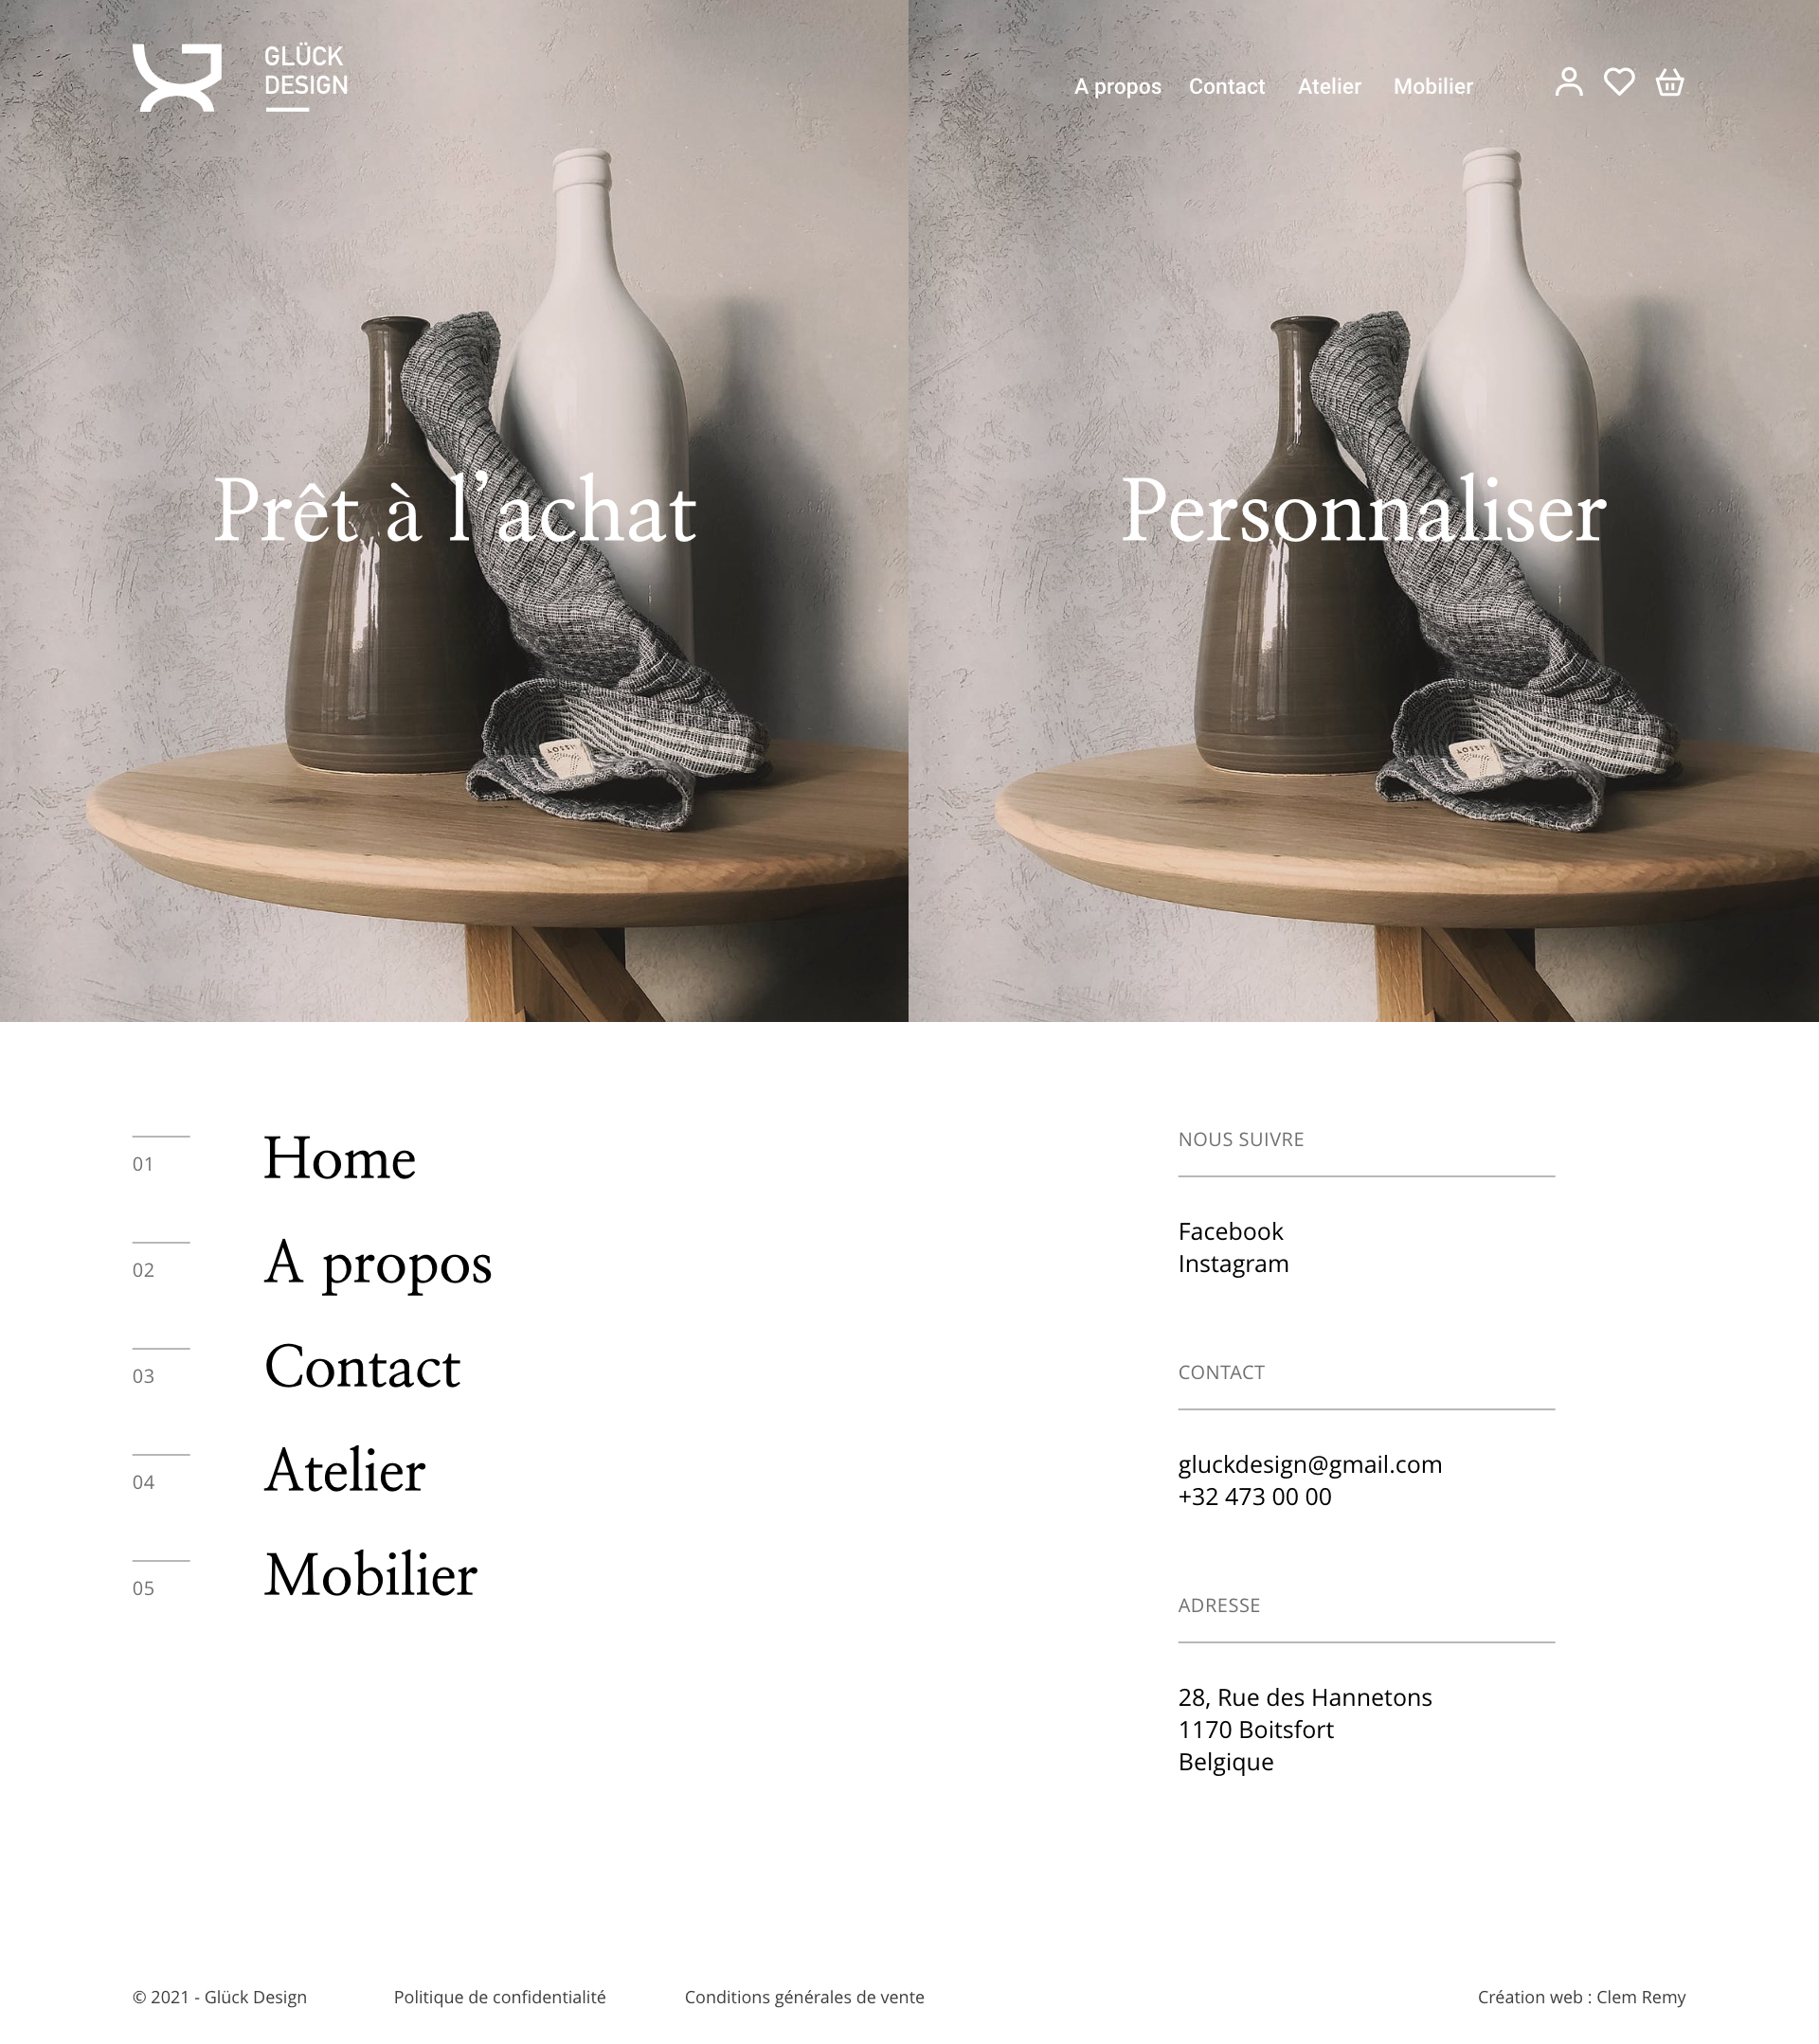 GLÜCK
DESIGN
A propos Contact Atelier Mobilier
Prêt à l’achat
Personnaliser
01
Home
02
A propos
03
Contact
04
Atelier
05
Mobilier
NOUS SUIVRE
Facebook
Instagram
CONTACT
gluckdesign@gmail.com
+32 473 00 00
ADRESSE
28, Rue des Hannetons
1170 Boitsfort
Belgique
© 2021 - Glück Design
Politique de confidentialité
Conditions générales de vente
Création web : Clem Remy